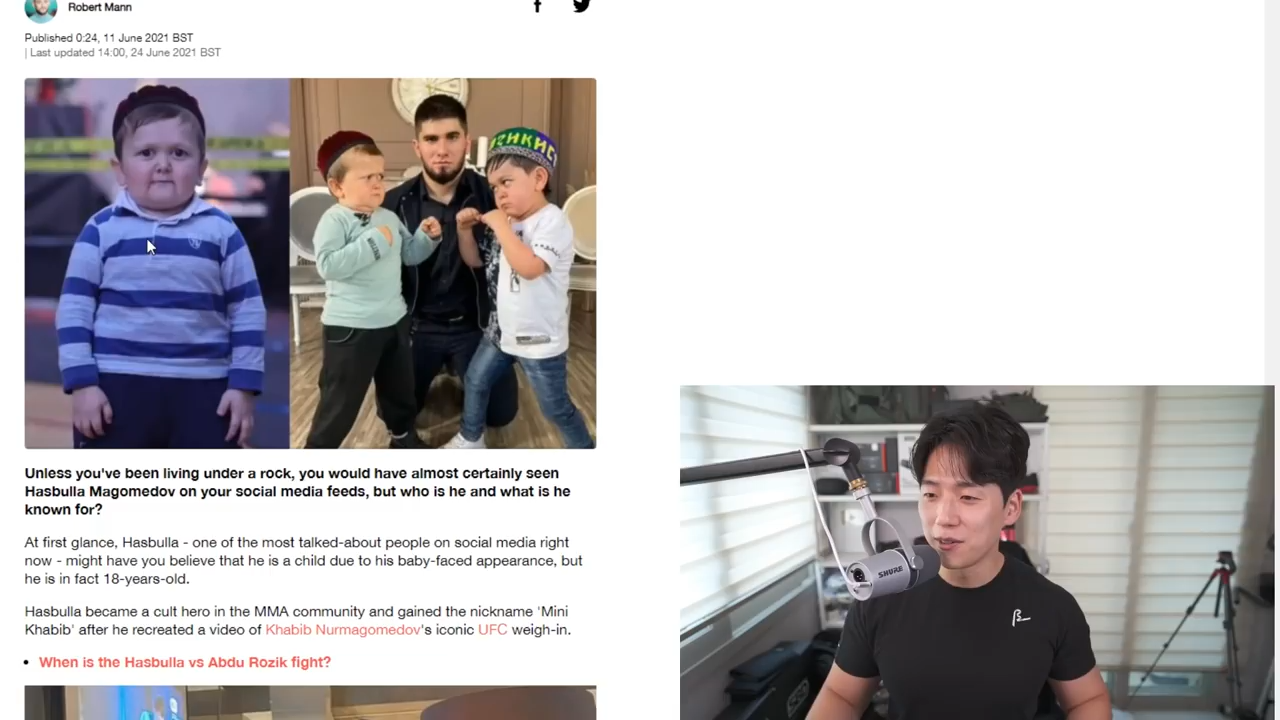 Robert Mann
Published 0:24, 11 June 2021 BST
| Last updated 14:00, 24 June 2021 BST
Unless you've been living under a rock, you would have almost certainly seen
Hasbulla Magomedov on your social media feeds, but who is he and what is he
known for?
At first glance, Hasbulla - one of the most talked-about people on social media right
now - might have you believe that he is a child due to his baby-faced appearance, but
he is in fact 18-years-old.
Hasbulla became a cult hero in the MMA community and gained the nickname 'Mini
Khabib' after he recreated a video of Khabib Nurmagomedov's iconic UFC weigh-in.
• When is the Hasbulla vs Abdu Rozik fight?
SHURE